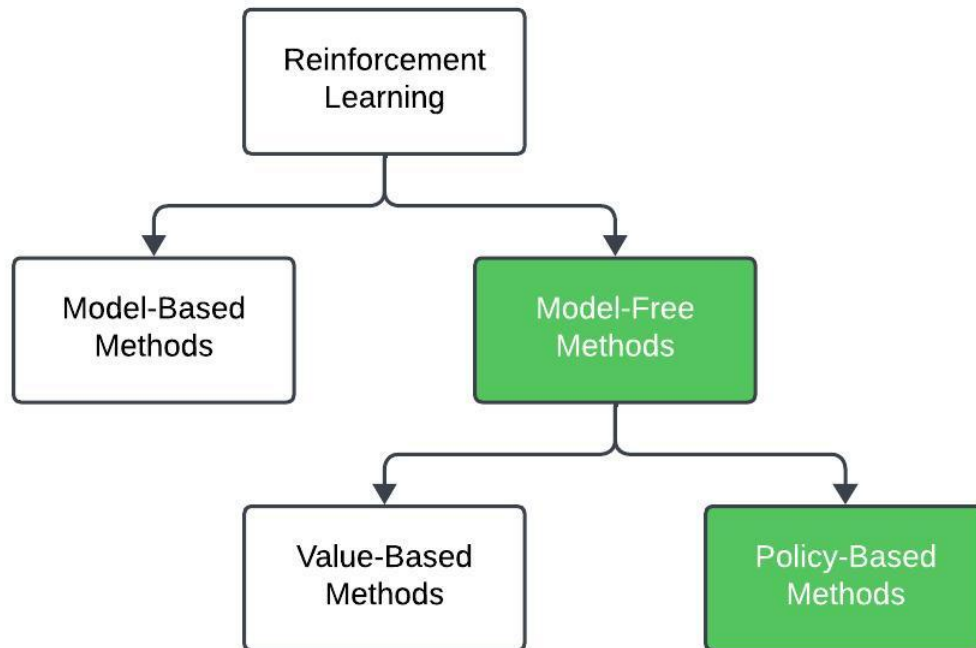 Reinforcement
Learning
Model-Based
Methods
Model-Free
Methods
Value-Based
Methods
Policy-Based
Methods